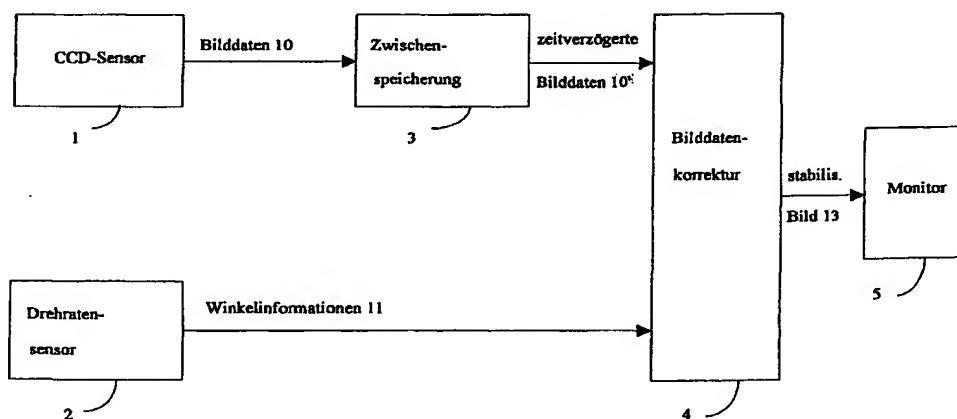 CCD-Sensor
Bilddaten 10
Zwischen-
speicherung
zeitverzögerte
Bilddaten 10'
Bilddaten-
korrektur
stabilis.
Bild 13
Monitor
1
3
5
Drehraten-
sensor
Winkelinformationen 11
2
4